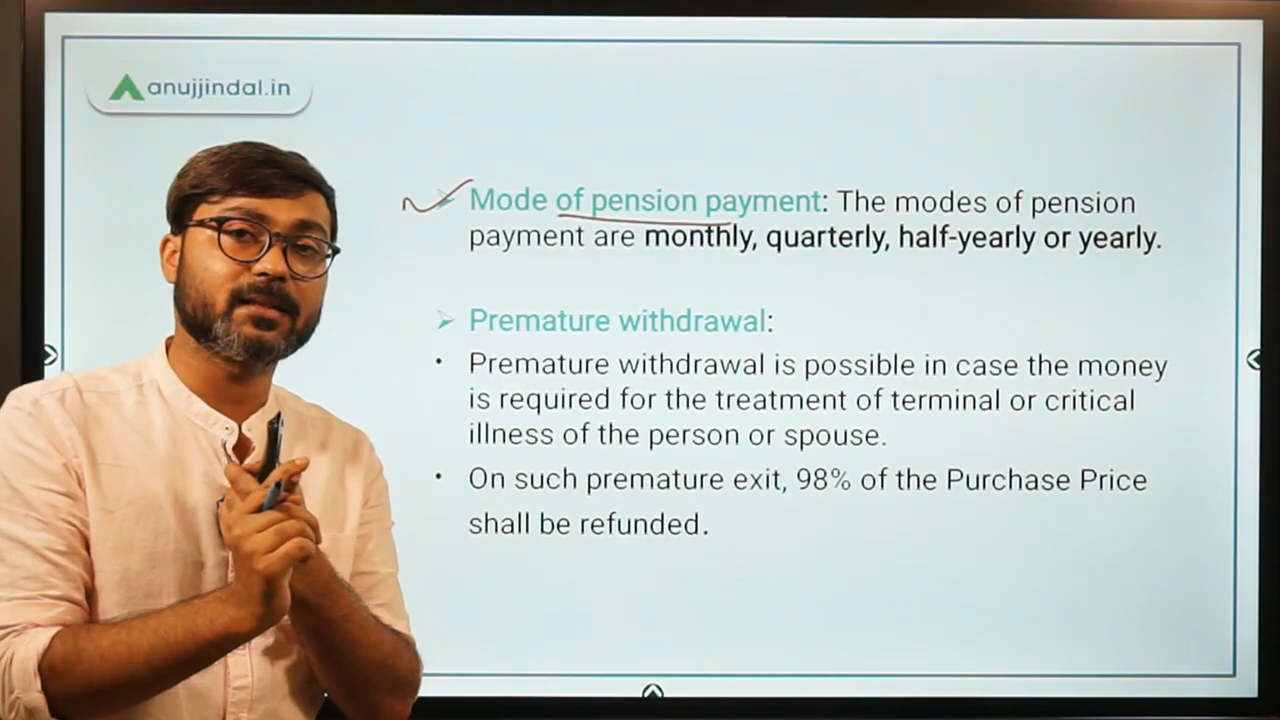 anujjindal.in
➢ Mode of pension payment: The modes of pension
payment are monthly, quarterly, half-yearly or yearly.
➢ Premature withdrawal:
• Premature withdrawal is possible in case the money
is required for the treatment of terminal or critical
illness of the person or spouse.
• On such premature exit, 98% of the Purchase Price
shall be refunded.